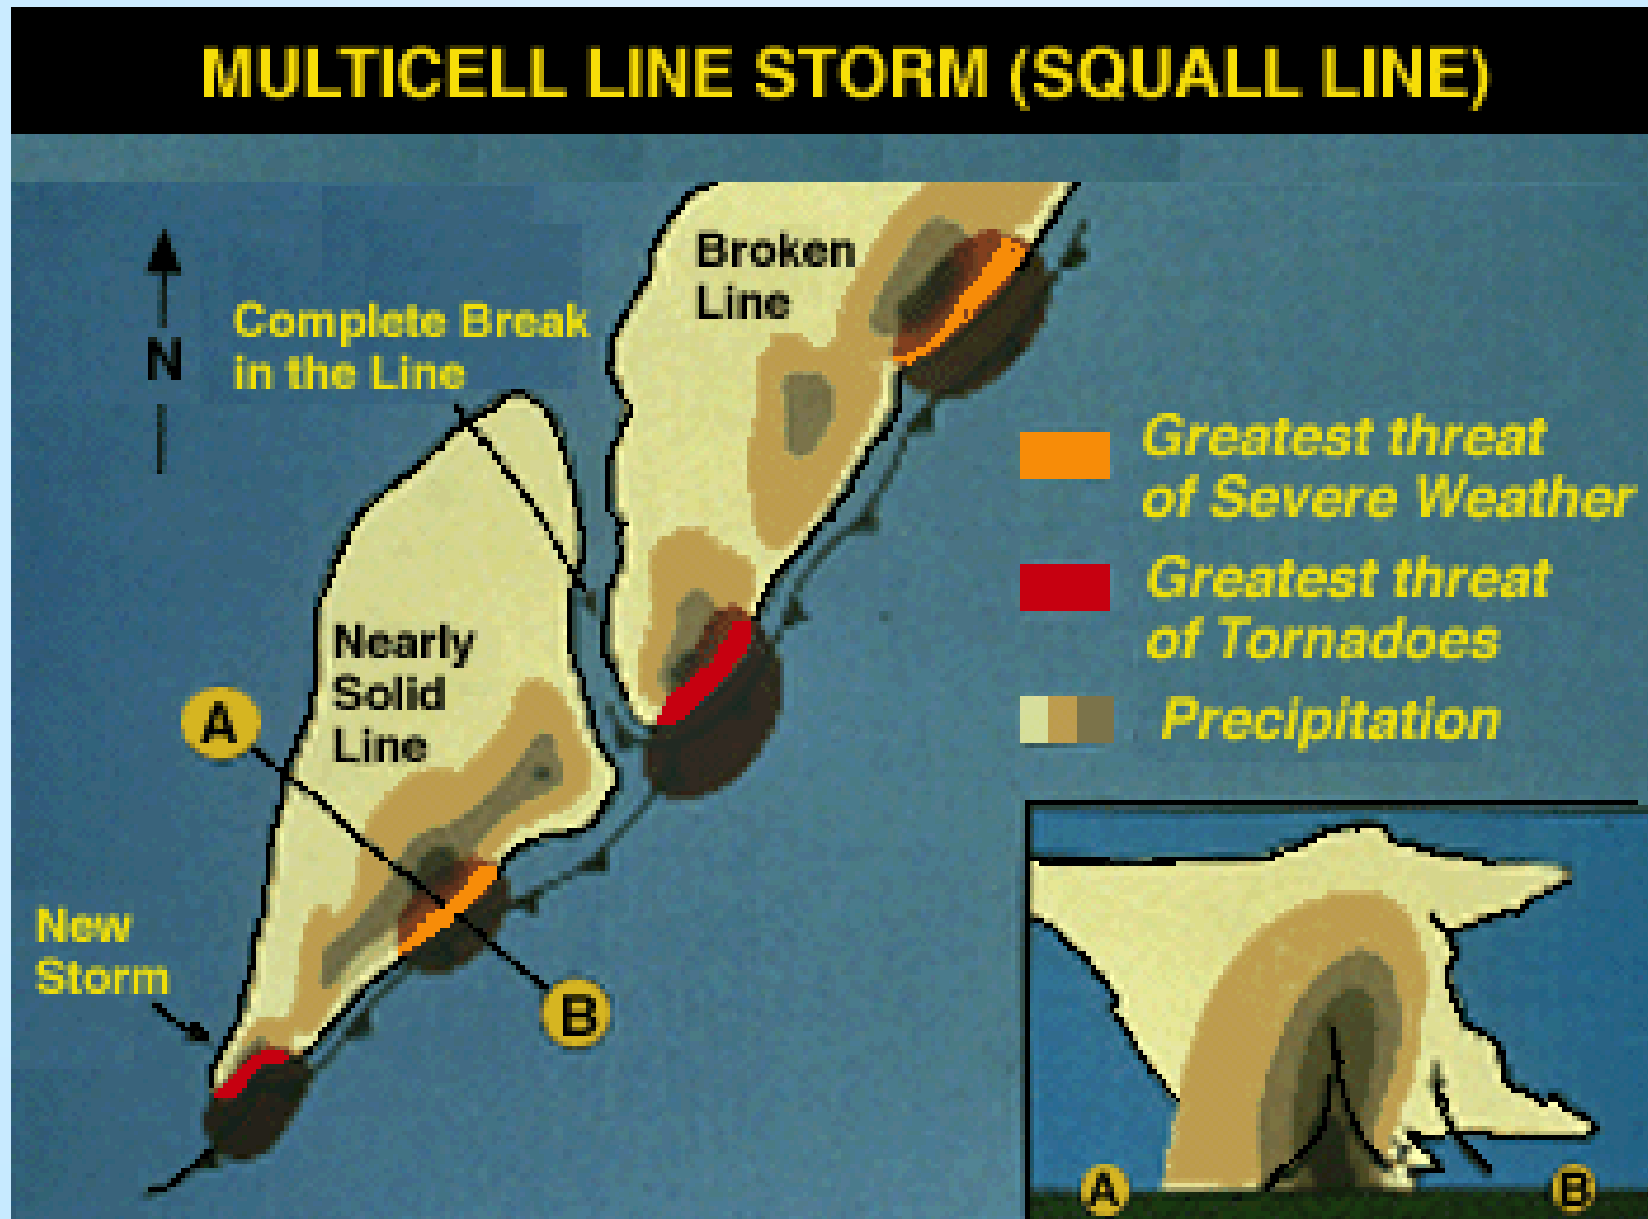 MULTICELL LINE STORM (SQUALL LINE)
Broken
Line
Complete Break
in the Line
N
Greatest threat
of Severe Weather
Greatest threat
of Tornadoes
Precipitation
Nearly
Solid
Line
A
New
Storm
B
A
B